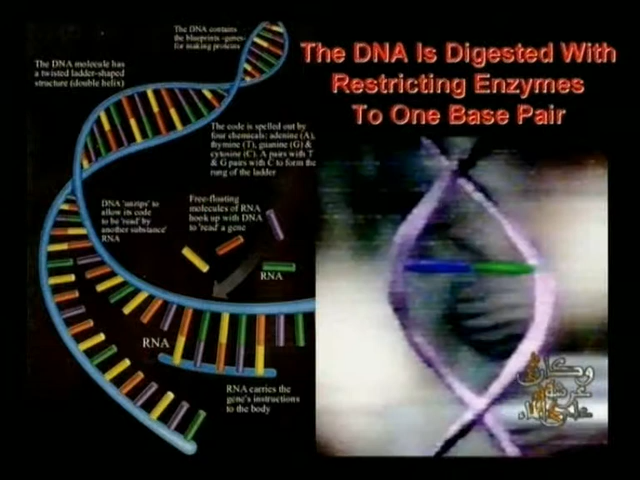 The DNA contains
the blueprints -genes-
for making proteins
The DNA Is Digested With
Restricting Enzymes
To One Base Pair
The DNA molecule has
a twisted ladder-shaped
structure (double helix)
The code is spelled out by
four chemicals: adenine (A),
thymine (T), guanine (G) &
cytosine (C). A pairs with T
& G pairs with C to form the
rung of the ladder
DNA 'unzips' to
allow its code
to be 'read' by
another substance'
RNA
Free-floating
molecules of RNA
hook up with DNA
to 'read' a gene
RNA
RNA
RNA carries the
gene's instructions
to the body
وكان
عرشه
على الماء